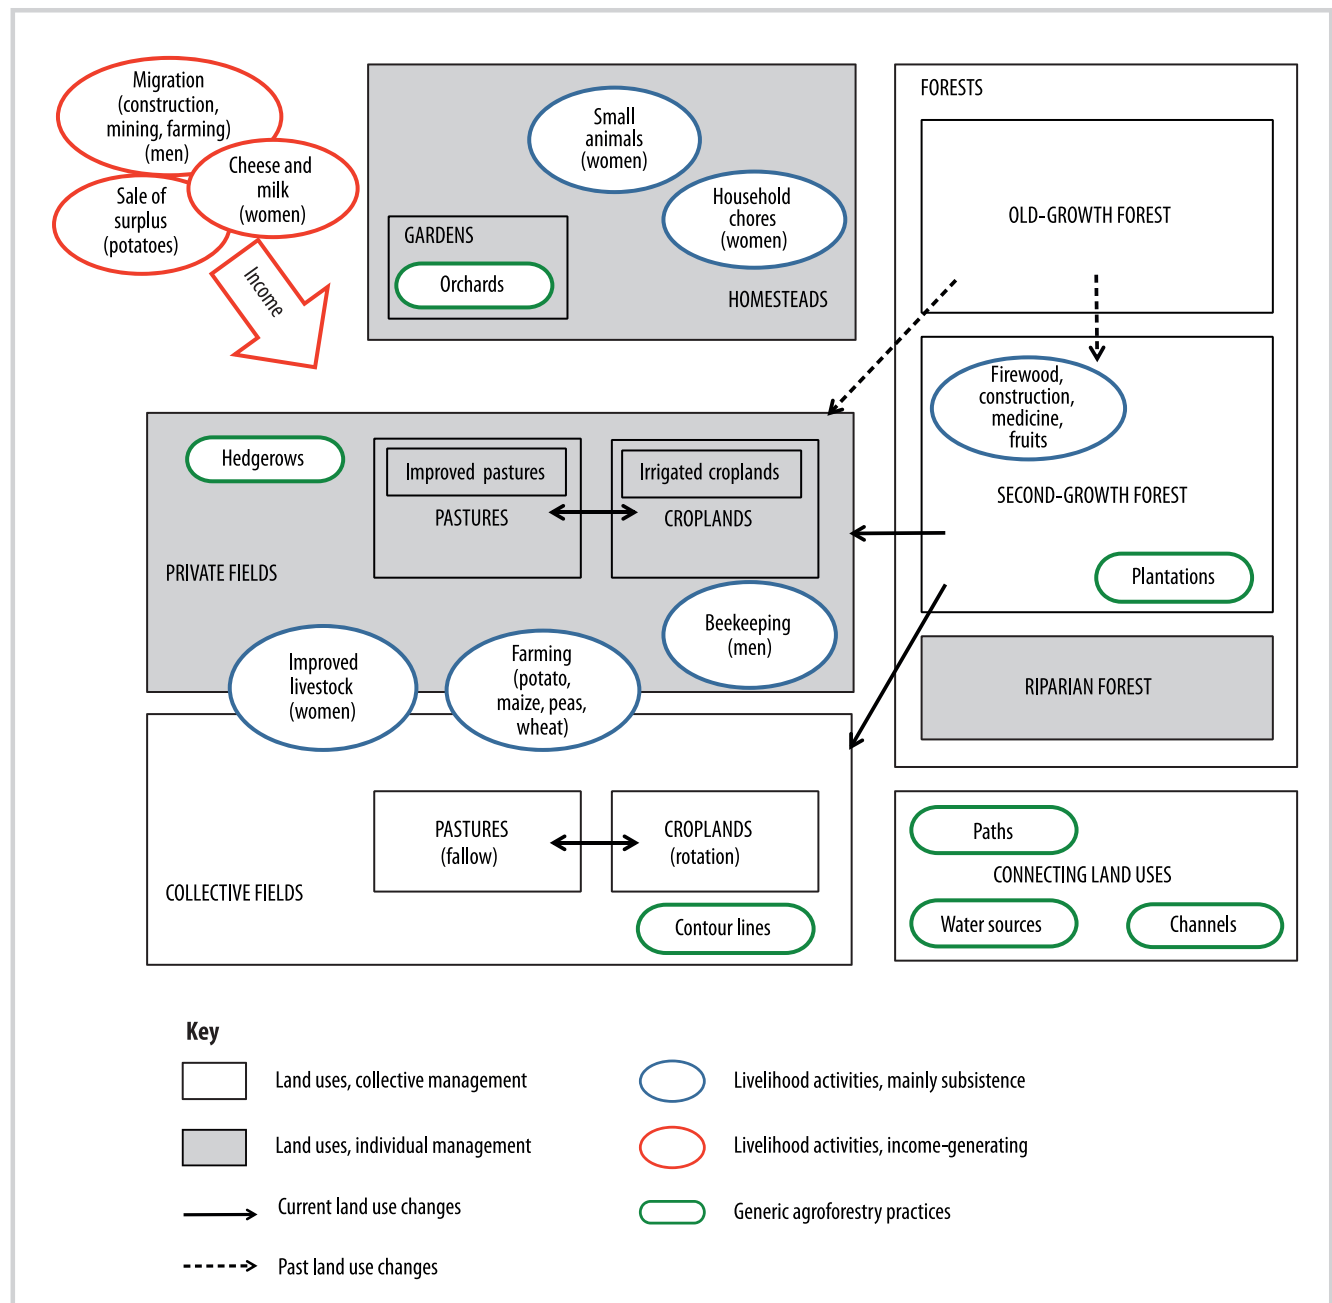 Migration
(construction,
mining, farming)
(men)
Cheese and
milk
(women)
Sale of
surplus
(potatoes)
Income
Small
animals
(women)
Household
chores
(women)
GARDENS
Orchards
HOMESTEADS
FORESTS
OLD-GROWTH FOREST
Firewood,
construction,
medicine,
fruits
SECOND-GROWTH FOREST
Plantations
RIPARIAN FOREST
Hedgerows
Improved pastures
PASTURES
Irrigated croplands
CROPLANDS
PRIVATE FIELDS
Beekeeping
(men)
Improved
livestock
(women)
Farming
(potato,
maize, peas,
wheat)
PASTURES
(fallow)
CROPLANDS
(rotation)
COLLECTIVE FIELDS
Contour lines
Paths
CONNECTING LAND USES
Water sources
Channels
Key
Land uses, collective management
Land uses, individual management
Current land use changes
Past land use changes
Livelihood activities, mainly subsistence
Livelihood activities, income-generating
Generic agroforestry practices